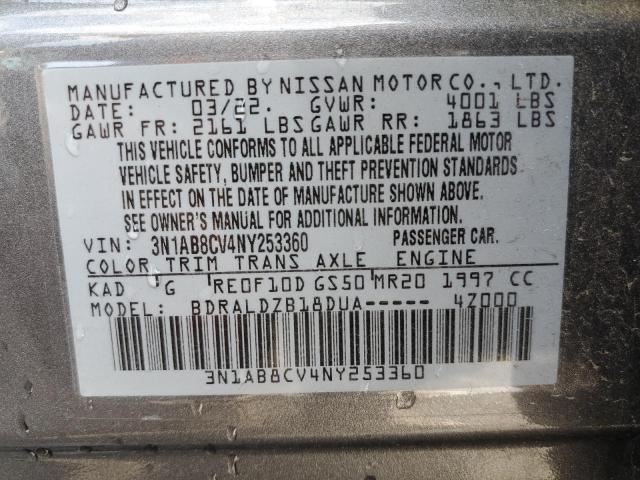 MANUFACTURED BY NISSAN MOTOR CO., LTD.
DATE: 03/22. GVWR: 4001 LBS
GAWR FR: 2161 LBS GAWR RR: 1863 LBS
THIS VEHICLE CONFORMS TO ALL APPLICABLE FEDERAL MOTOR
VEHICLE SAFETY, BUMPER AND THEFT PREVENTION STANDARDS
IN EFFECT ON THE DATE OF MANUFACTURE SHOWN ABOVE.
SEE OWNER'S MANUAL FOR ADDITIONAL INFORMATION.
VIN: 3N1AB8CV4NY253360 PASSENGER CAR.
COLOR TRIM TRANS AXLE ENGINE
KAD G RE0F10D GS50 MR20 1997 CC
MODEL: BDRALDZB18DUA----- 4Z000
3N1AB8CV4NY253360